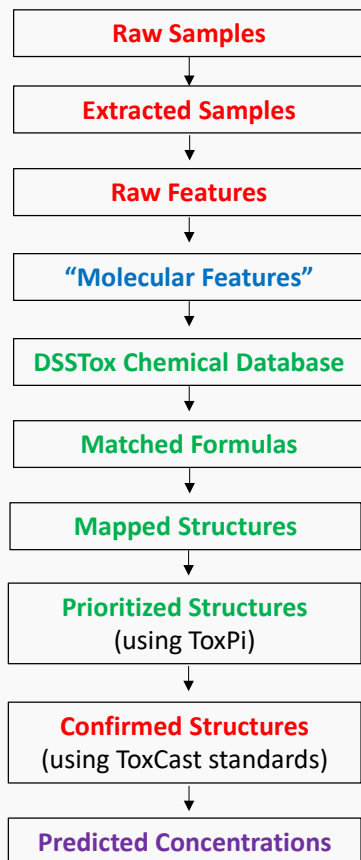 Raw Samples
Extracted Samples
Raw Features
“Molecular Features”
DSSTox Chemical Database
Matched Formulas
Mapped Structures
Prioritized Structures
(using ToxPi)
Confirmed Structures
(using ToxCast standards)
Predicted Concentrations